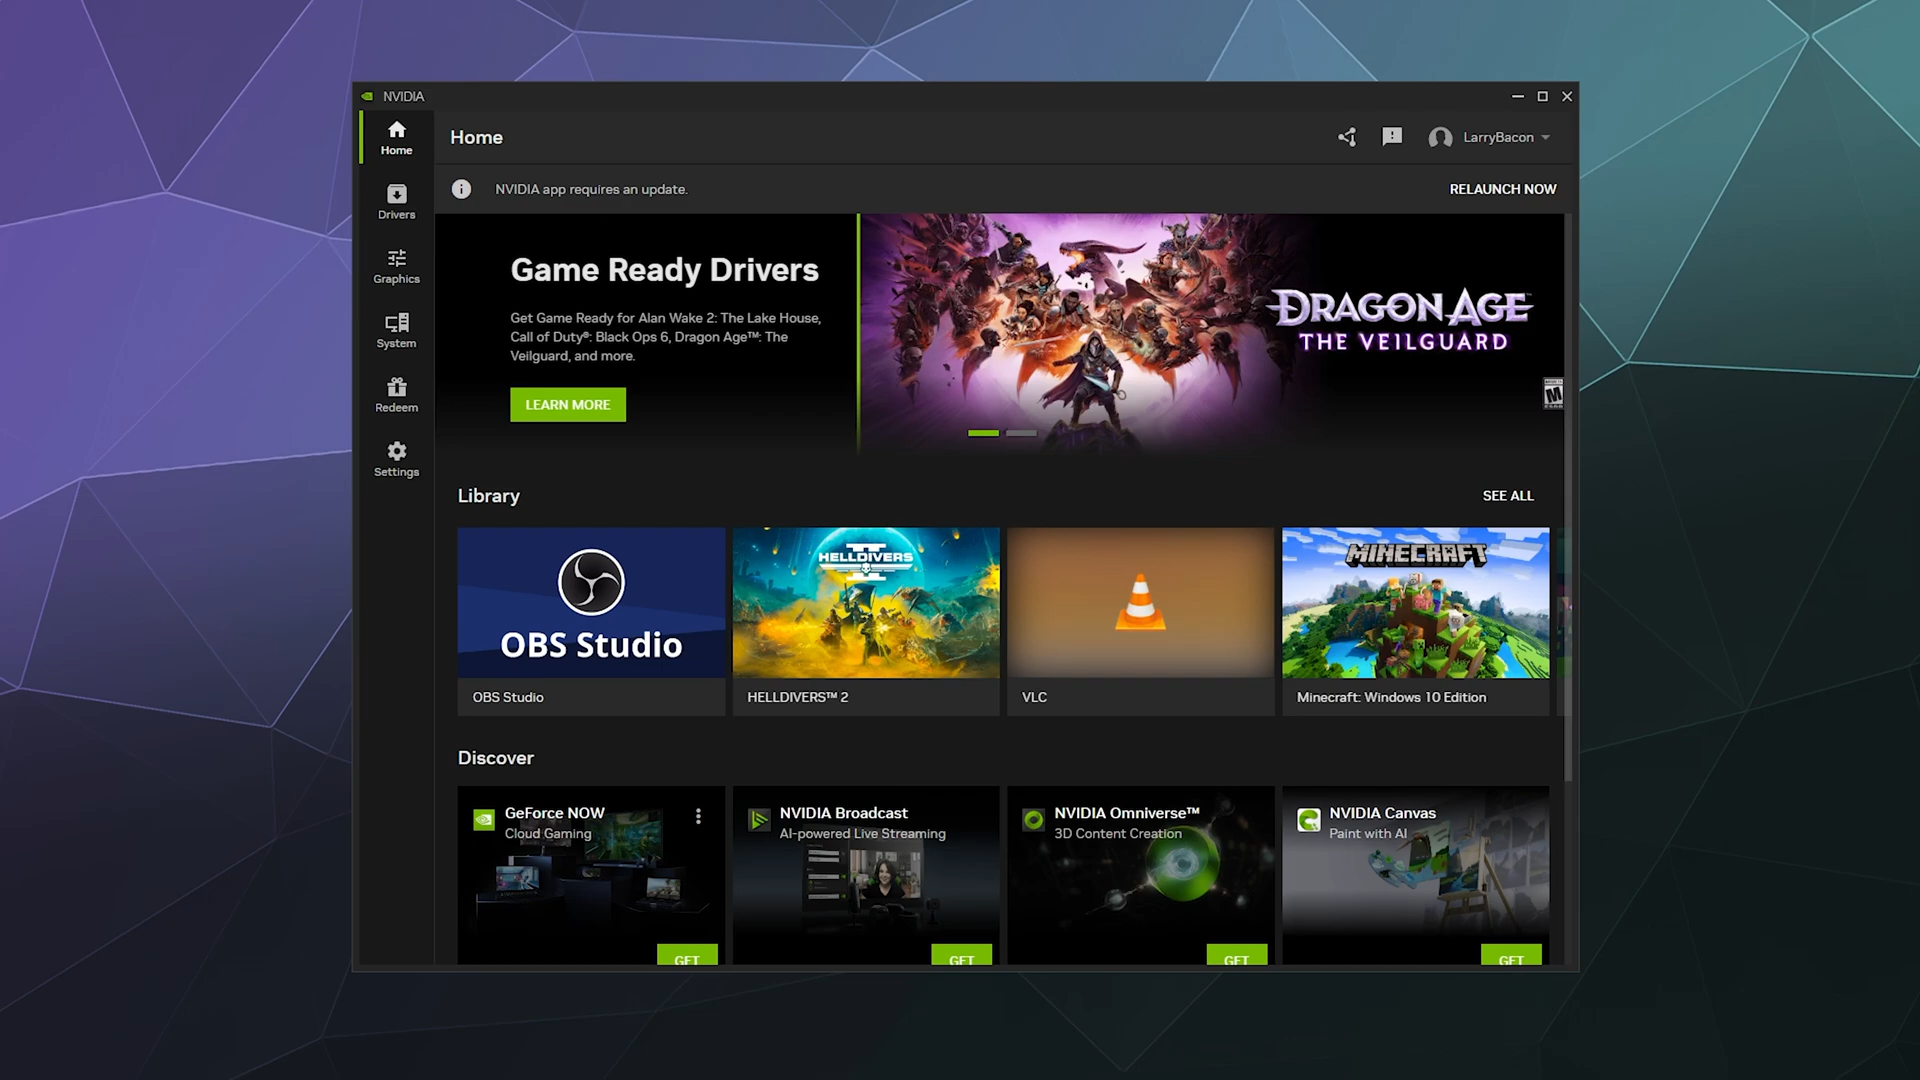 NVIDIA
Home
Drivers
Graphics
System
Redeem
Settings
Home
LarryBacon
NVIDIA app requires an update.
RELAUNCH NOW
Game Ready Drivers
Get Game Ready for Alan Wake 2: The Lake House,
Call of Duty®: Black Ops 6, Dragon Age™: The
Veilguard, and more.
LEARN MORE
DRAGON AGE™
THE VEILGUARD
M
Library
SEE ALL
OBS Studio
HELLDIVERS
II
MINECRAFT
OBS Studio
HELLDIVERS™ 2
VLC
Minecraft: Windows 10 Edition
Discover
GeForce NOW
Cloud Gaming
NVIDIA Broadcast
AI-powered Live Streaming
NVIDIA Omniverse™
3D Content Creation
NVIDIA Canvas
Paint with AI
GET
GET
GET
GET